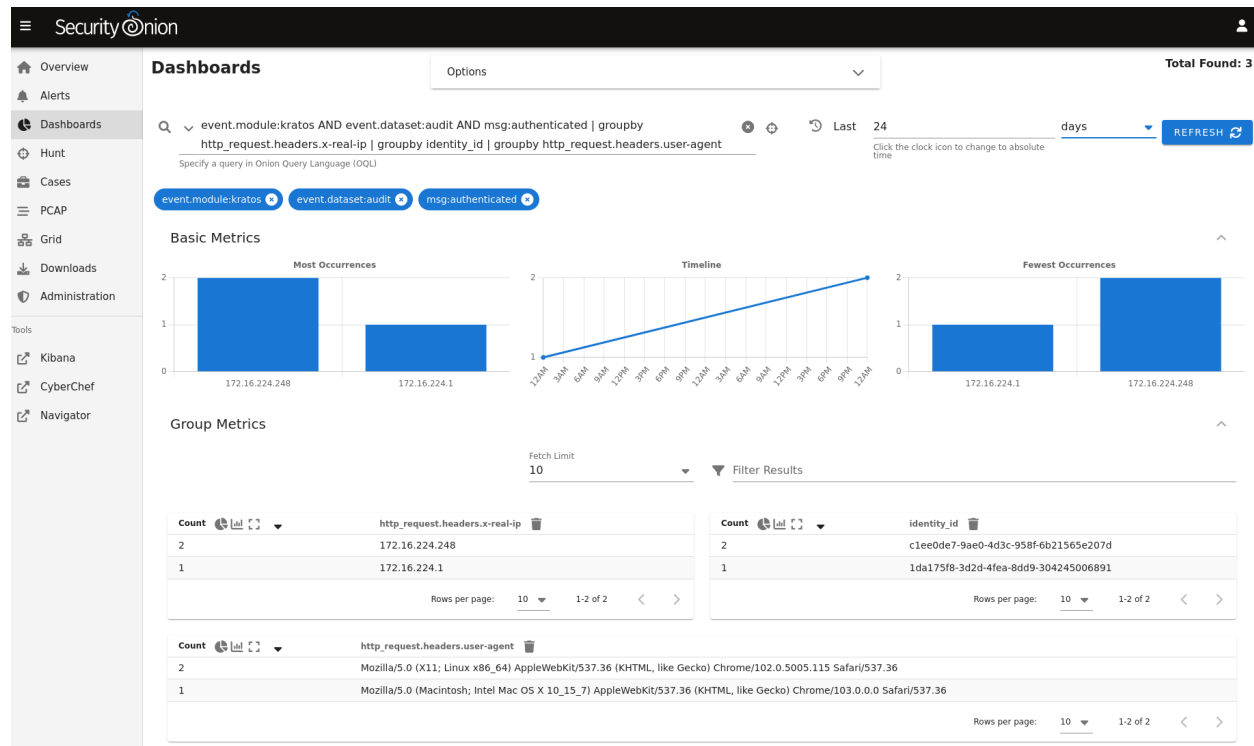 Security Onion
Overview
Alerts
Dashboards
Hunt
Cases
PCAP
Grid
Downloads
Administration
Tools
Kibana
CyberChef
Navigator
Dashboards
Options
Total Found: 3
event.module:kratos AND event.dataset:audit AND msg:authenticated | groupby
http_request.headers.x-real-ip | groupby identity_id | groupby http_request.headers.user-agent
Specify a query in Onion Query Language (OQL)
Last 24 days
Click the clock icon to change to absolute
time
REFRESH
event.module:kratos event.dataset:audit msg:authenticated
Basic Metrics
Most Occurrences
2
1
0
172.16.224.248 172.16.224.1
Timeline
2
1
12AM 3AM 6AM 9AM 12PM 3PM 6PM 9PM 12AM 3AM 6AM 9AM 12PM 3PM 6PM 9PM 12AM
Fewest Occurrences
2
1
0
172.16.224.1 172.16.224.248
Group Metrics
Fetch Limit
10
Filter Results
Count http_request.headers.x-real-ip
2 172.16.224.248
1 172.16.224.1
Rows per page: 10 1-2 of 2
Count identity_id
2 c1ee0de7-9ae0-4d3c-958f-6b21565e207d
1 1da175f8-3d2d-4fea-8dd9-304245006891
Rows per page: 10 1-2 of 2
Count http_request.headers.user-agent
2 Mozilla/5.0 (X11; Linux x86_64) AppleWebKit/537.36 (KHTML, like Gecko) Chrome/102.0.5005.115 Safari/537.36
1 Mozilla/5.0 (Macintosh; Intel Mac OS X 10_15_7) AppleWebKit/537.36 (KHTML, like Gecko) Chrome/103.0.0.0 Safari/537.36
Rows per page: 10 1-2 of 2